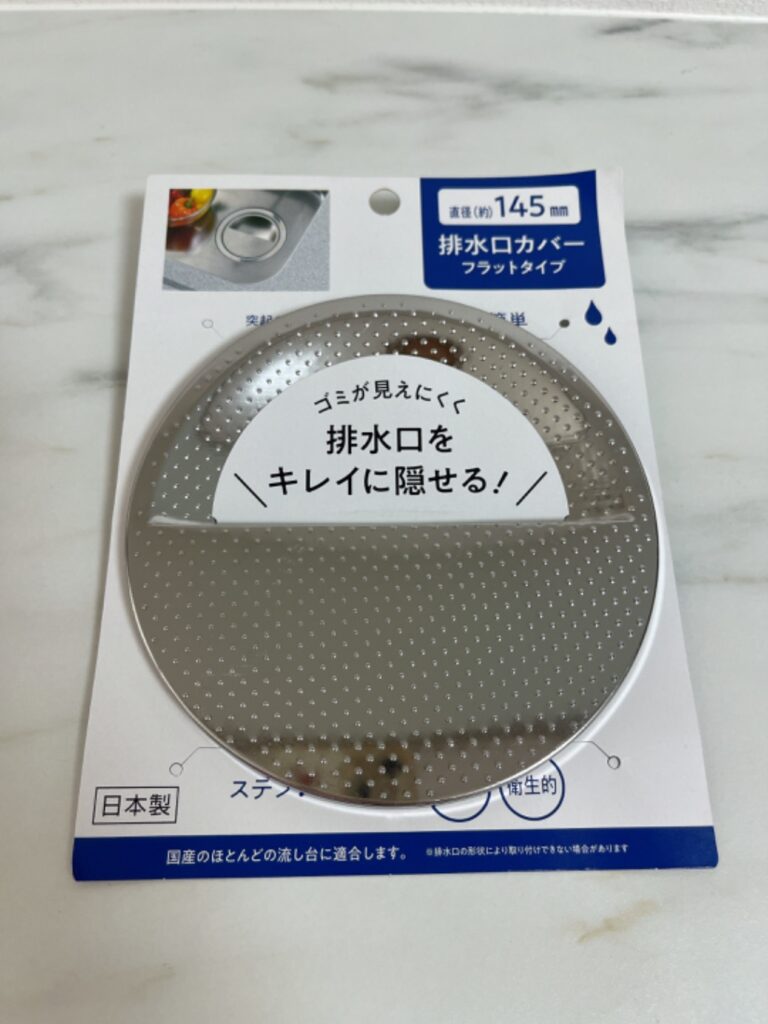 直径(約)145㎜
排水口カバー
フラットタイプ
簡単
ゴミが見えにくく
排水口を
キレイに隠せる!
日本製
衛生的
国産のほとんどの流し台に適合します。
※排水口の形状により取り付けできない場合があります